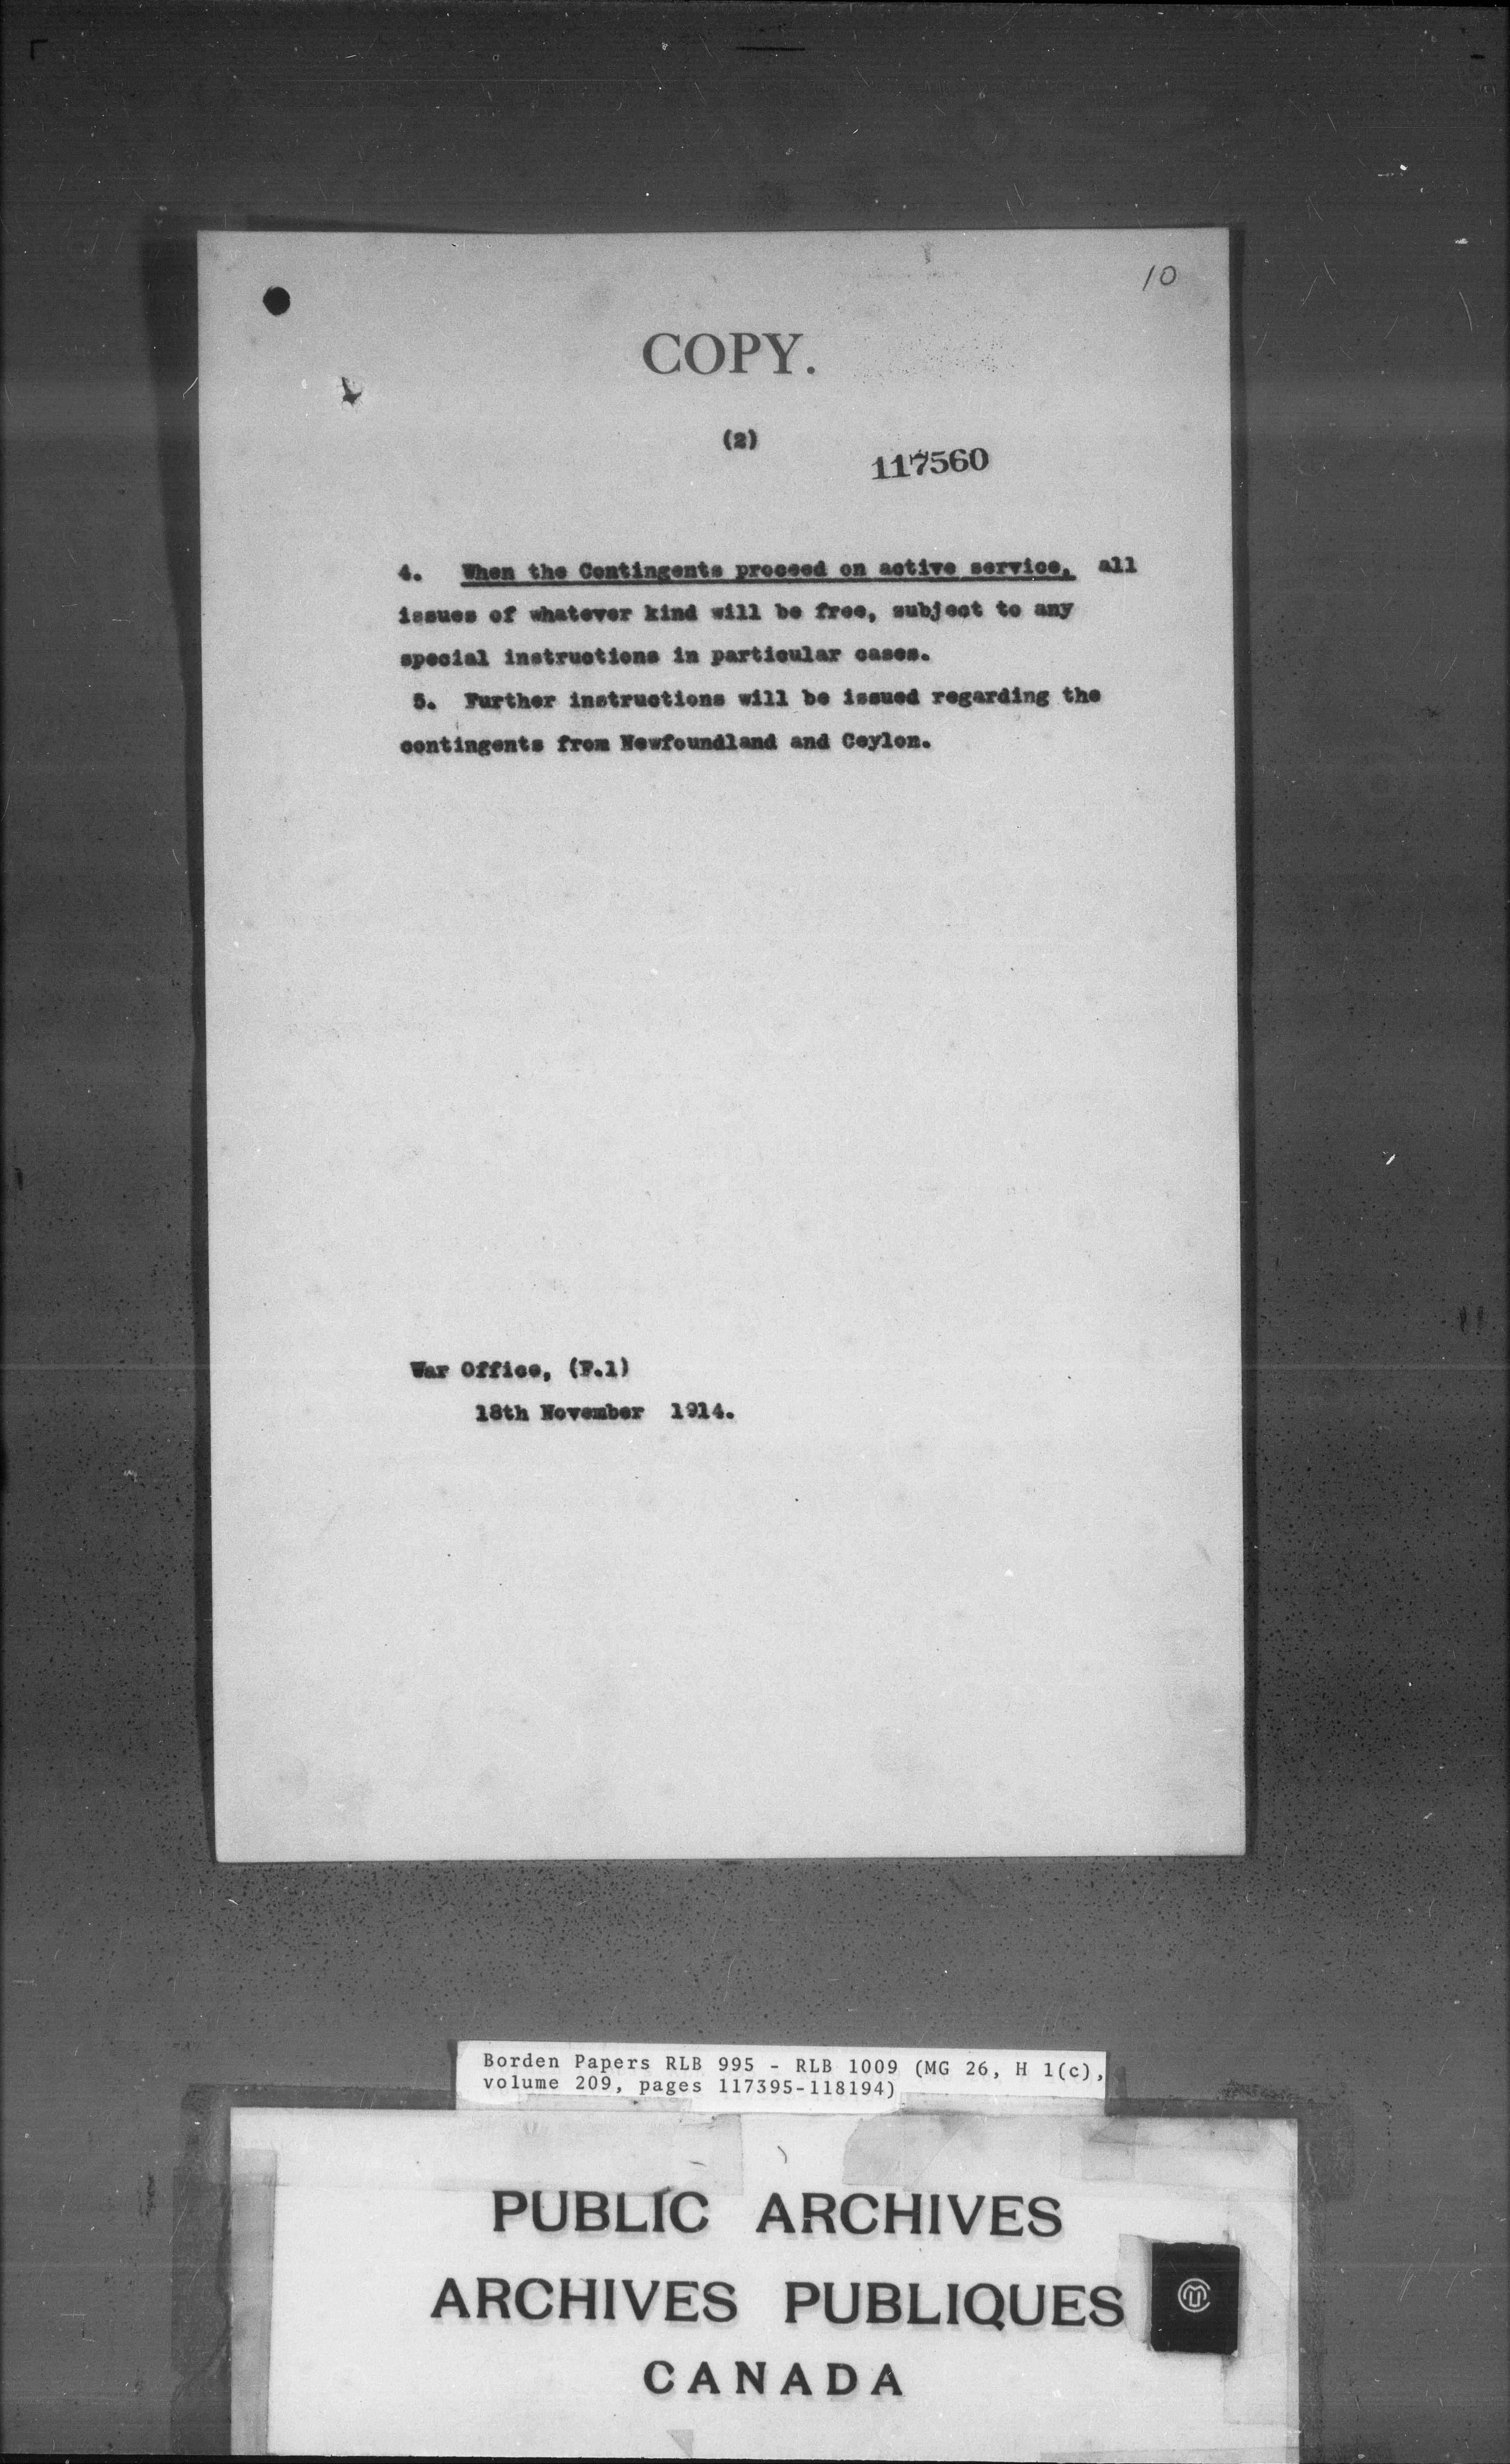 10
COPY.
(2)
117560
4. When the Contingents proceed on active service, all
issues of whatever kind will be free, subject to any
special instructions in particular cases.
5. Further instructions will be issued regarding the
contingents from Newfoundland and Ceylon.
War Office, (F.1)
18th November 1914.
Borden Papers RLB 995 - RLB 1009 (MG 26, H 1(c),
volume 209, pages 117395-118194)
PUBLIC ARCHIVES
ARCHIVES PUBLIQUES
CANADA